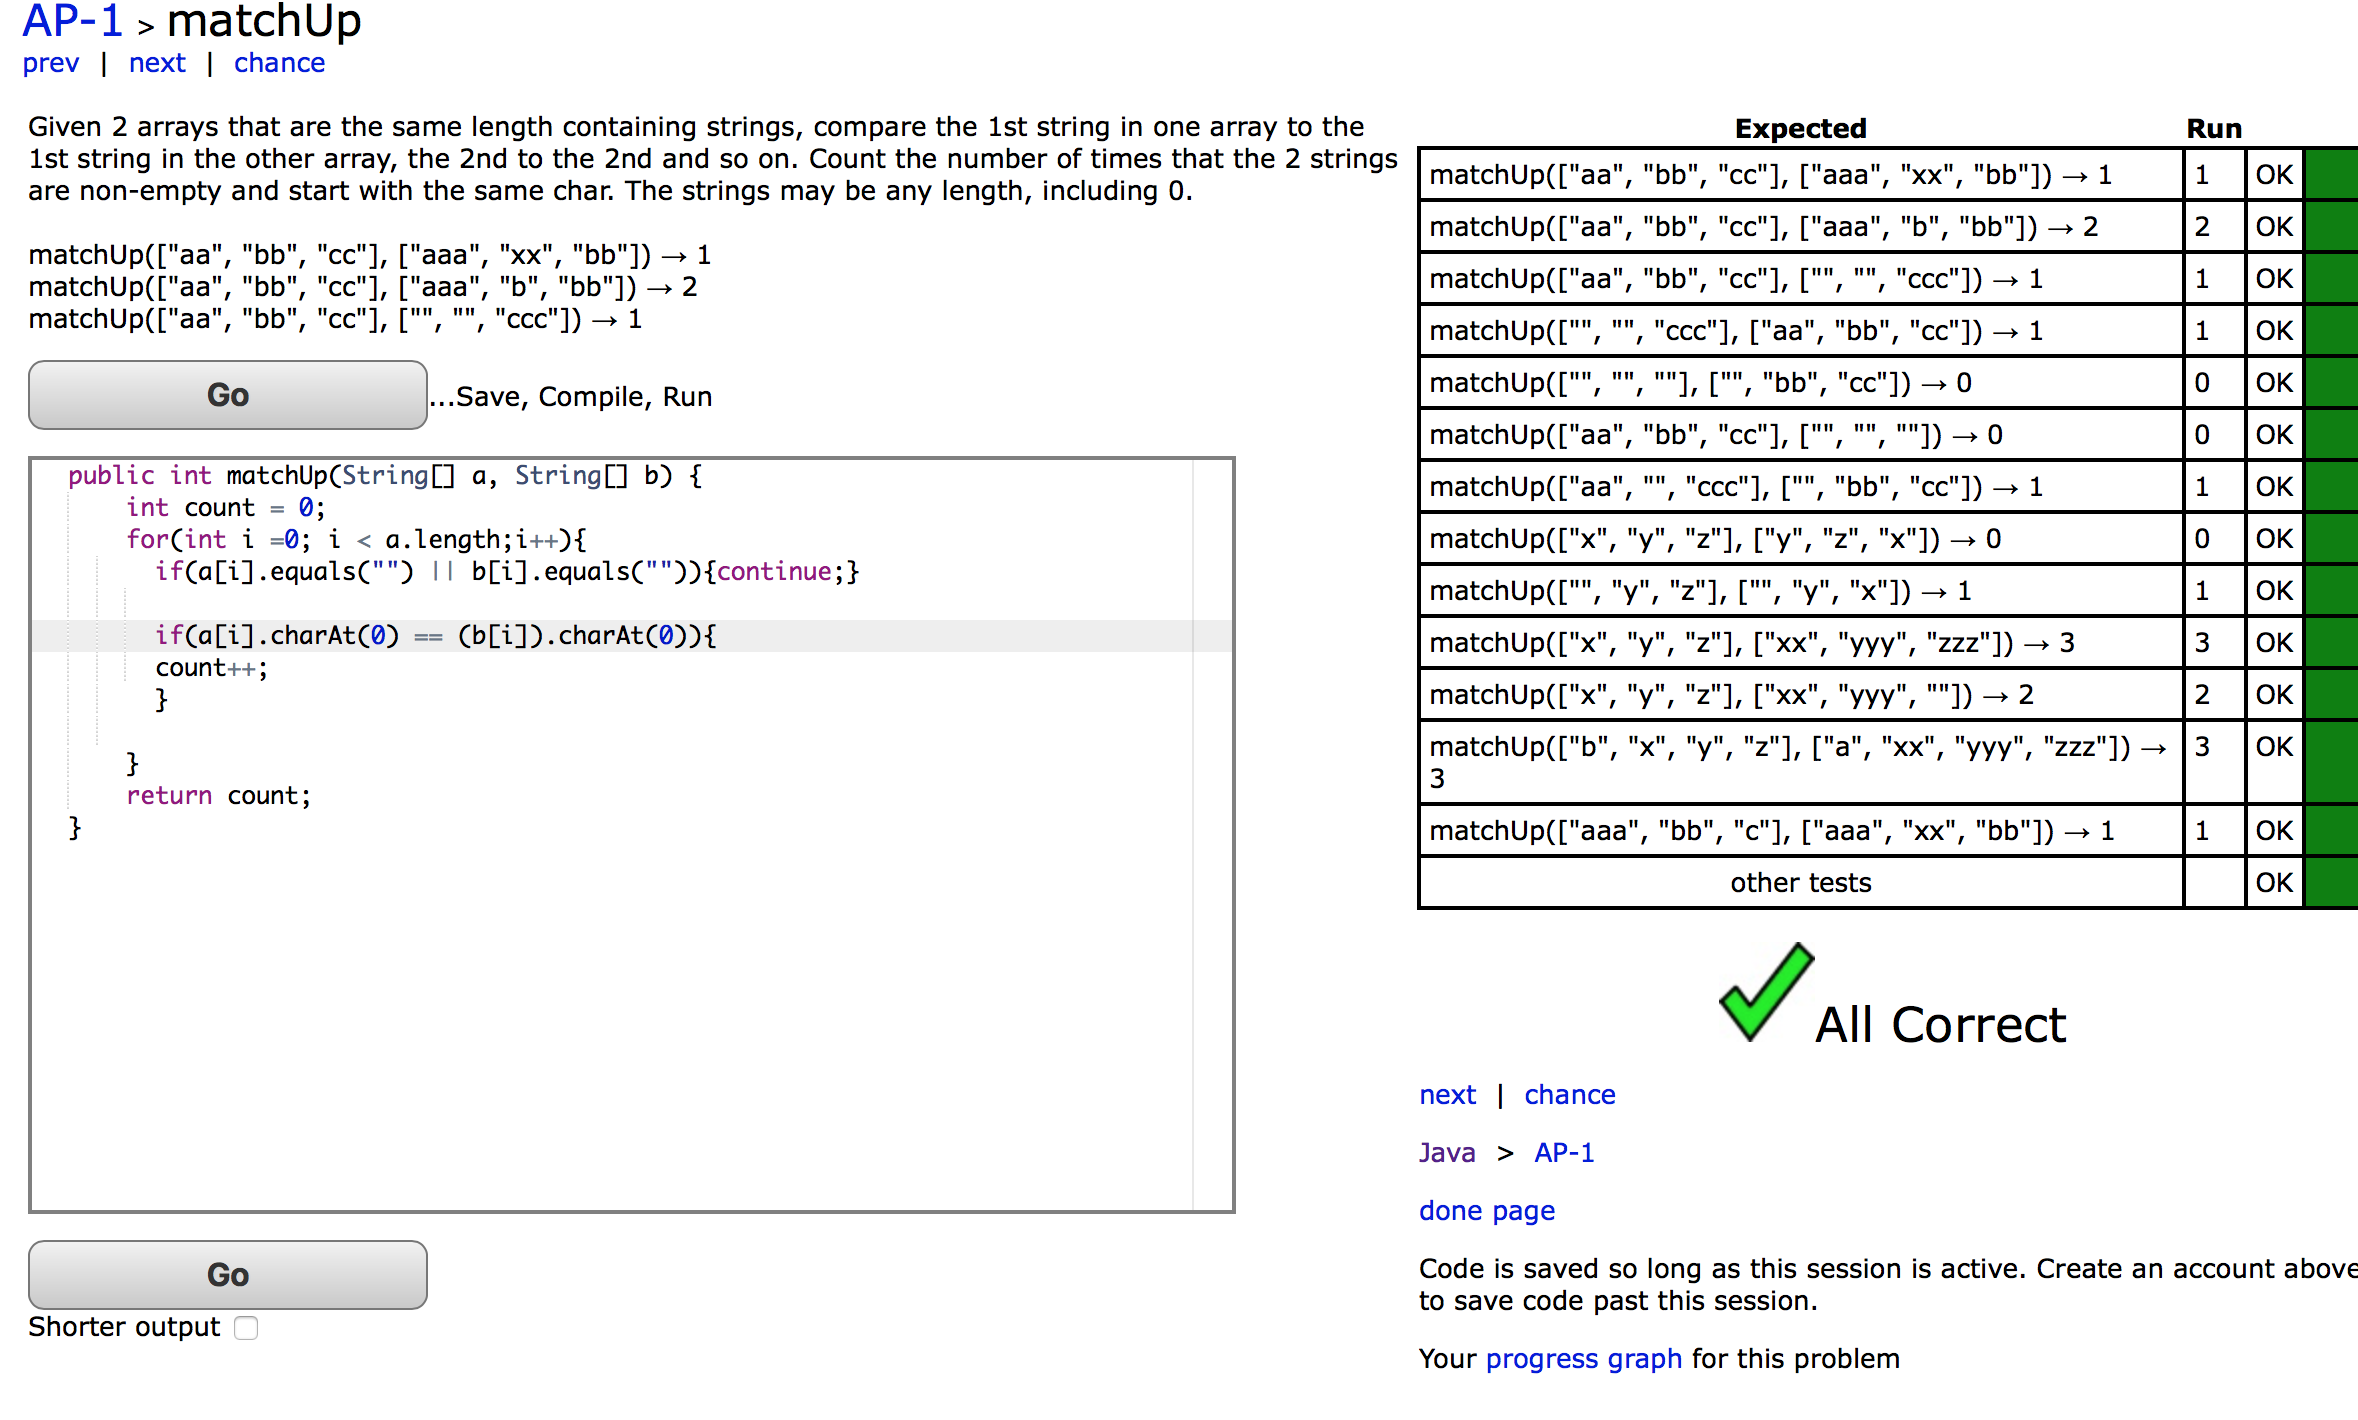 AP-1 > matchUp
prev | next | chance
Given 2 arrays that are the same length containing strings, compare the 1st string in one array to the
1st string in the other array, the 2nd to the 2nd and so on. Count the number of times that the 2 strings
are non-empty and start with the same char. The strings may be any length, including 0.
matchUp(["aa", "bb", "cc"], ["aaa", "xx", "bb"]) → 1
matchUp(["aa", "bb", "cc"], ["aaa", "b", "bb"]) → 2
matchUp(["aa", "bb", "cc"], ["", "", "ccc"]) → 1
Go ...Save, Compile, Run
public int matchUp(String[] a, String[] b) {
    int count = 0;
    for(int i =0; i < a.length;i++){
      if(a[i].equals("") || b[i].equals("")){continue;}
      if(a[i].charAt(0) == (b[i]).charAt(0)){
      count++;
      }
    }
    return count;
}
Go
Shorter output
Expected Run
matchUp(["aa", "bb", "cc"], ["aaa", "xx", "bb"]) → 1 1 OK
matchUp(["aa", "bb", "cc"], ["aaa", "b", "bb"]) → 2 2 OK
matchUp(["aa", "bb", "cc"], ["", "", "ccc"]) → 1 1 OK
matchUp(["", "", "ccc"], ["aa", "bb", "cc"]) → 1 1 OK
matchUp(["", "", ""], ["", "bb", "cc"]) → 0 0 OK
matchUp(["aa", "bb", "cc"], ["", "", ""]) → 0 0 OK
matchUp(["aa", "", "ccc"], ["", "bb", "cc"]) → 1 1 OK
matchUp(["x", "y", "z"], ["y", "z", "x"]) → 0 0 OK
matchUp(["", "y", "z"], ["", "y", "x"]) → 1 1 OK
matchUp(["x", "y", "z"], ["xx", "yyy", "zzz"]) → 3 3 OK
matchUp(["x", "y", "z"], ["xx", "yyy", ""]) → 2 2 OK
matchUp(["b", "x", "y", "z"], ["a", "xx", "yyy", "zzz"]) → 3 OK
3
matchUp(["aaa", "bb", "c"], ["aaa", "xx", "bb"]) → 1 1 OK
other tests OK
All Correct
next | chance
Java > AP-1
done page
Code is saved so long as this session is active. Create an account above
to save code past this session.
Your progress graph for this problem